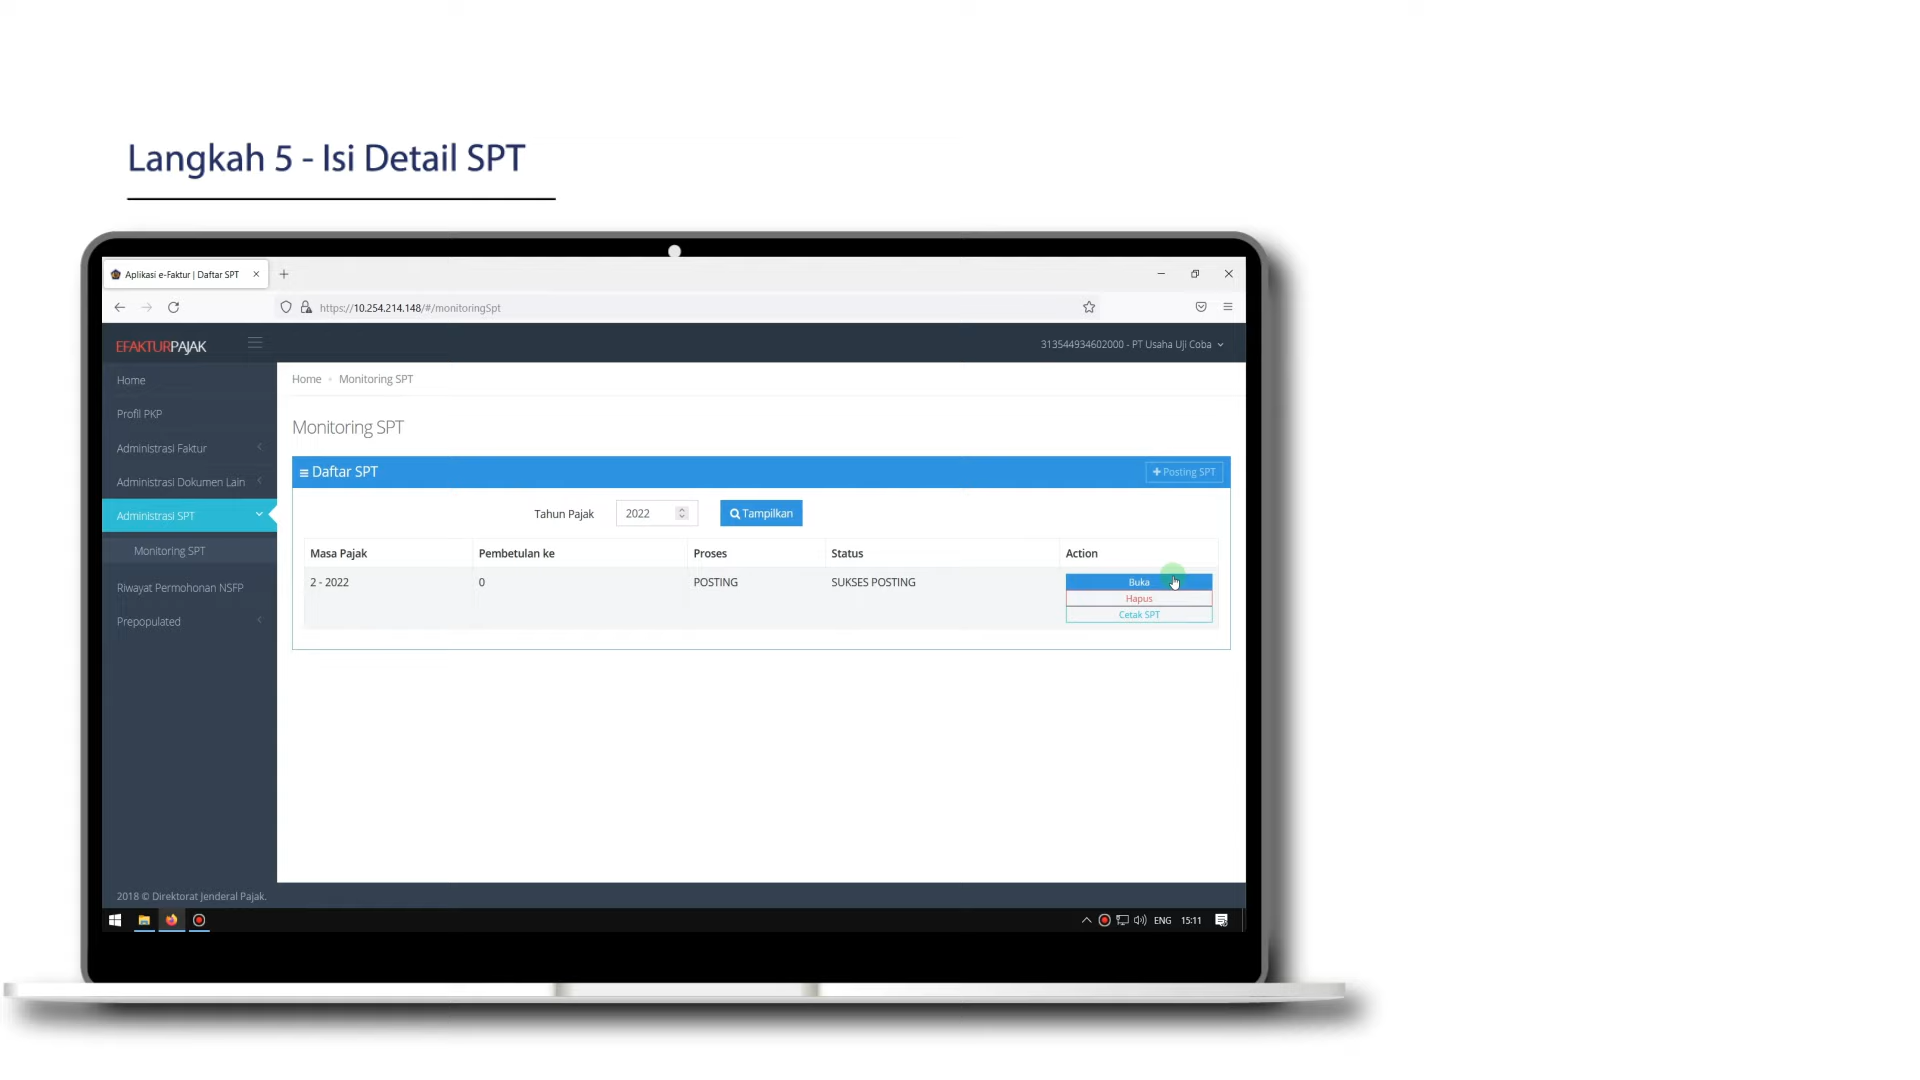 Langkah 5 - Isi Detail SPT
Aplikasi e-Faktur | Daftar SPT
https://10.254.214.148/#/monitoringSpt
EFAKTURPAJAK
313544934602000 - PT Usaha Uji Coba
Home
Profil PKP
Administrasi Faktur
Administrasi Dokumen Lain
Administrasi SPT
Monitoring SPT
Riwayat Permohonan NSFP
Prepopulated
Home Monitoring SPT
Monitoring SPT
Daftar SPT
Posting SPT
Tahun Pajak 2022 Tampilkan
Masa Pajak Pembetulan ke Proses Status Action
2 - 2022 0 POSTING SUKSES POSTING Buka
Hapus
Cetak SPT
2018 © Direktorat Jenderal Pajak.
ENG 15:11